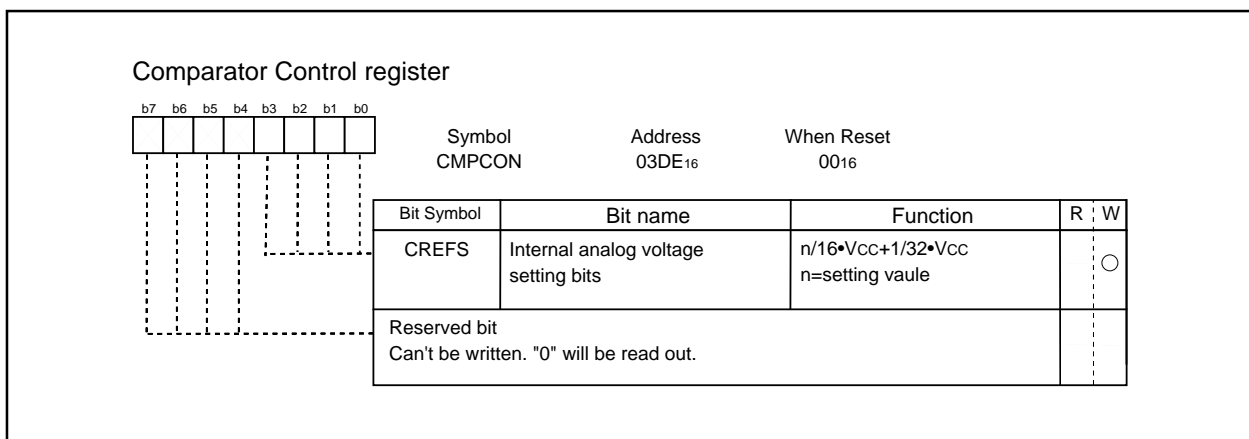 Comparator Control register
b7 b6 b5 b4 b3 b2 b1 b0
Symbol Address When Reset
CMPCON 03DE16 0016
Bit Symbol Bit name Function R W
CREFS Internal analog voltage n/16•VCC+1/32•VCC
setting bits n=setting vaule ○
Reserved bit
Can't be written. "0" will be read out.